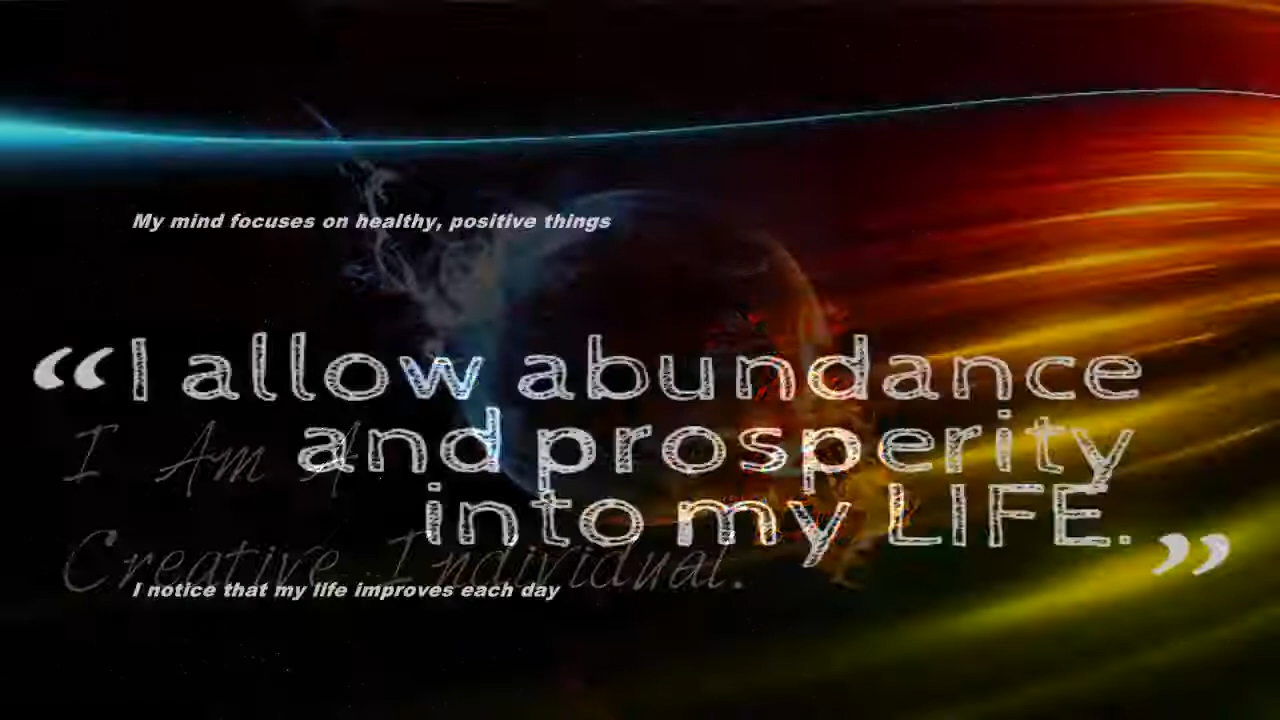 My mind focuses on healthy, positive things
“I allow abundance
and prosperity
into my LIFE.”
I Am A
Creative Individual.
I notice that my life improves each day